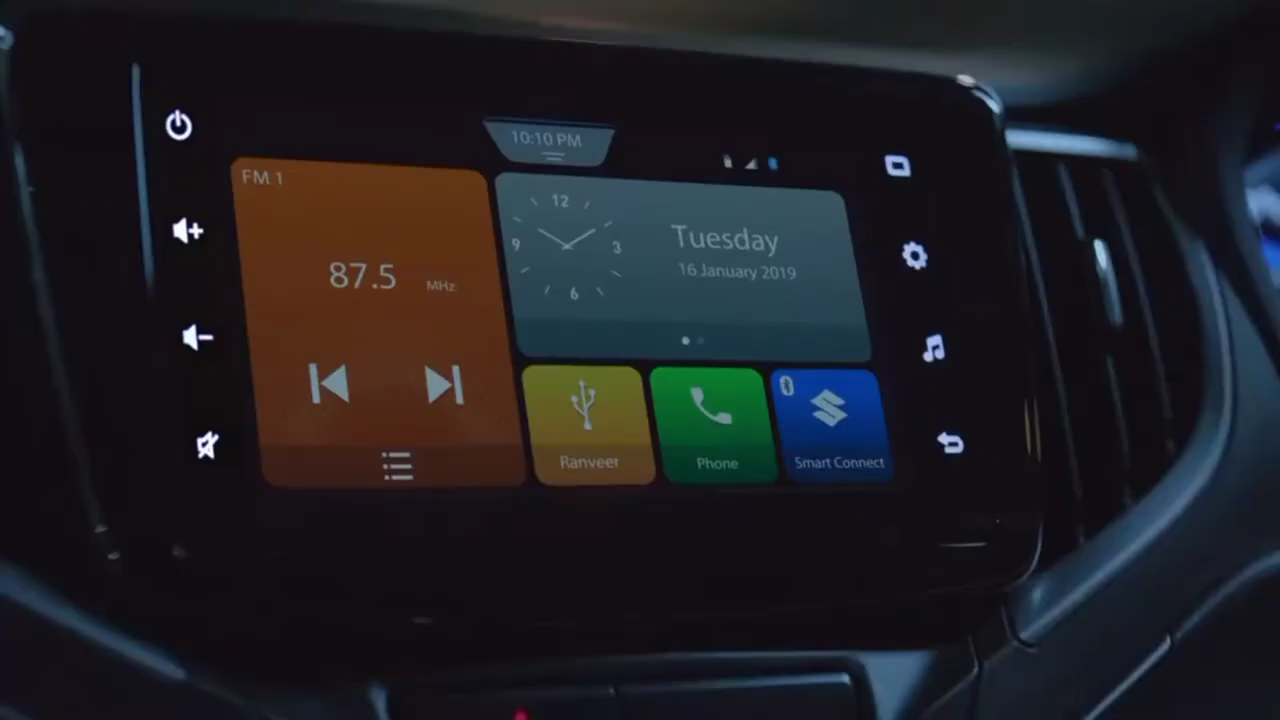 10:10 PM
FM 1
87.5 MHz
12
9
3
6
Tuesday
16 January 2019
Ranveer
Phone
Smart Connect